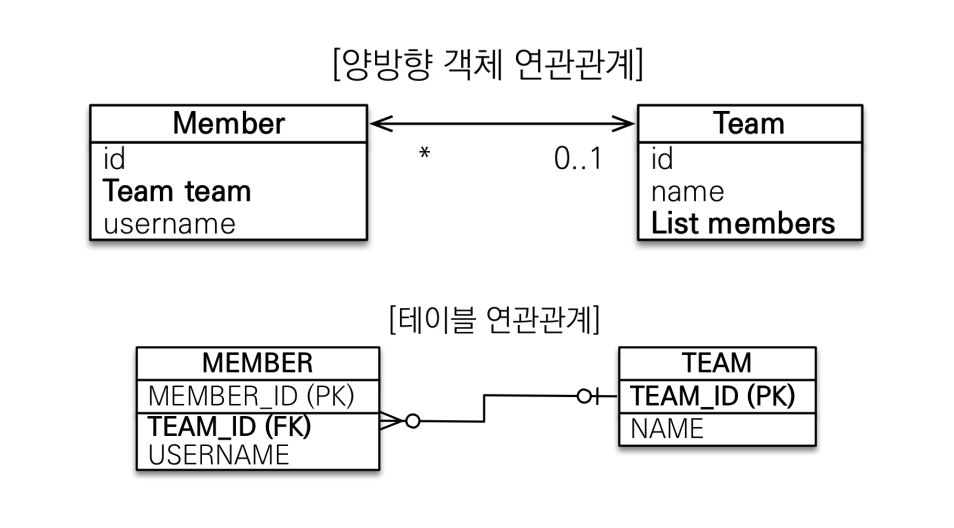 [양방향 객체 연관관계]
Member
id
Team team
username
* 0..1
Team
id
name
List members
[테이블 연관관계]
MEMBER
MEMBER_ID (PK)
TEAM_ID (FK)
USERNAME
TEAM
TEAM_ID (PK)
NAME